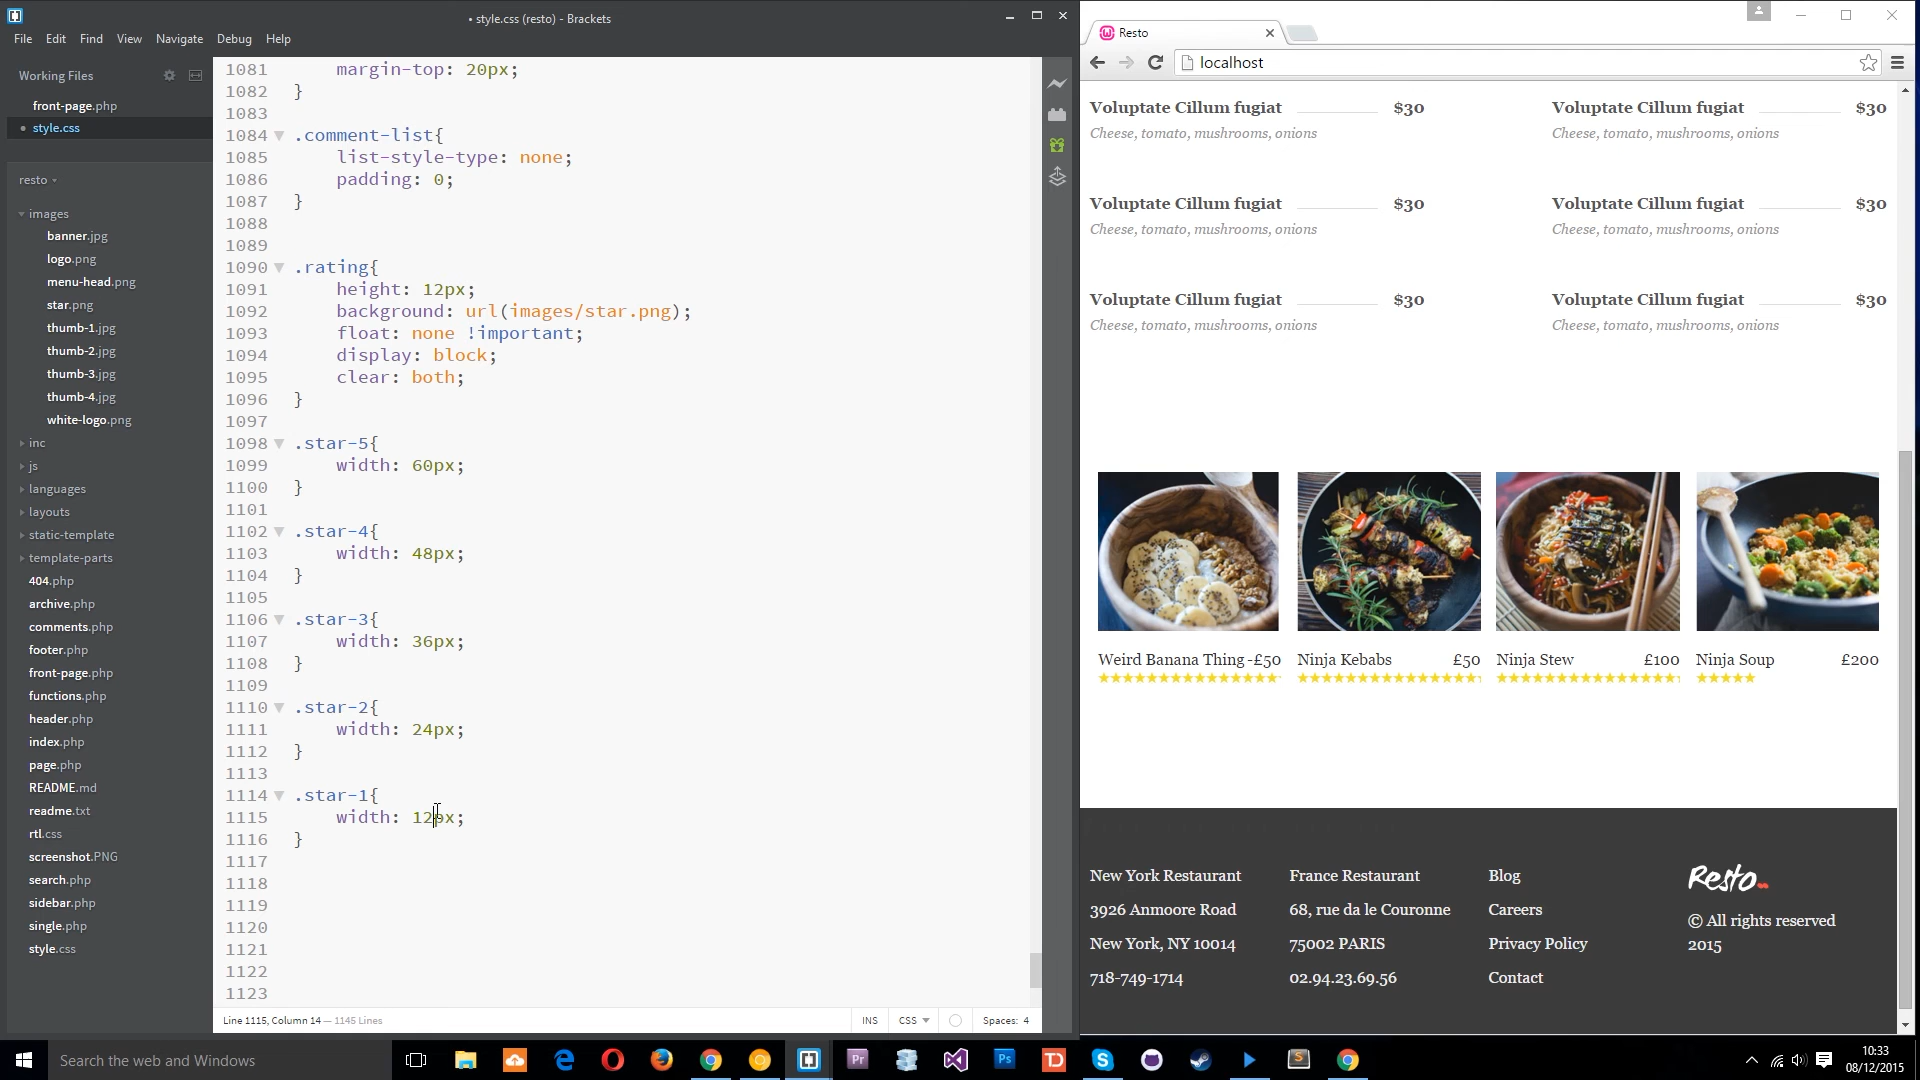 • style.css (resto) - Brackets
File Edit Find View Navigate Debug Help
Working Files
front-page.php
• style.css
resto
images
banner.jpg
logo.png
menu-head.png
star.png
thumb-1.jpg
thumb-2.jpg
thumb-3.jpg
thumb-4.jpg
white-logo.png
inc
js
languages
layouts
static-template
template-parts
404.php
archive.php
comments.php
footer.php
front-page.php
functions.php
header.php
index.php
page.php
README.md
readme.txt
rtl.css
screenshot.PNG
search.php
sidebar.php
single.php
style.css
1081 margin-top: 20px;
1082 }
1083
1084 .comment-list{
1085 list-style-type: none;
1086 padding: 0;
1087 }
1088
1089
1090 .rating{
1091 height: 12px;
1092 background: url(images/star.png);
1093 float: none !important;
1094 display: block;
1095 clear: both;
1096 }
1097
1098 .star-5{
1099 width: 60px;
1100 }
1101
1102 .star-4{
1103 width: 48px;
1104 }
1105
1106 .star-3{
1107 width: 36px;
1108 }
1109
1110 .star-2{
1111 width: 24px;
1112 }
1113
1114 .star-1{
1115 width: 12px;
1116 }
1117
1118
1119
1120
1121
1122
1123
Line 1115, Column 14 — 1145 Lines
INS CSS Spaces: 4
Resto
localhost
Voluptate Cillum fugiat $30 Voluptate Cillum fugiat $30
Cheese, tomato, mushrooms, onions Cheese, tomato, mushrooms, onions
Voluptate Cillum fugiat $30 Voluptate Cillum fugiat $30
Cheese, tomato, mushrooms, onions Cheese, tomato, mushrooms, onions
Voluptate Cillum fugiat $30 Voluptate Cillum fugiat $30
Cheese, tomato, mushrooms, onions Cheese, tomato, mushrooms, onions
Weird Banana Thing -£50 Ninja Kebabs £50 Ninja Stew £100 Ninja Soup £200
New York Restaurant
3926 Anmoore Road
New York, NY 10014
718-749-1714
France Restaurant
68, rue da le Couronne
75002 PARIS
02.94.23.69.56
Blog
Careers
Privacy Policy
Contact
Resto
© All rights reserved
2015
Search the web and Windows
Pr
Ps
TD
10:33
08/12/2015